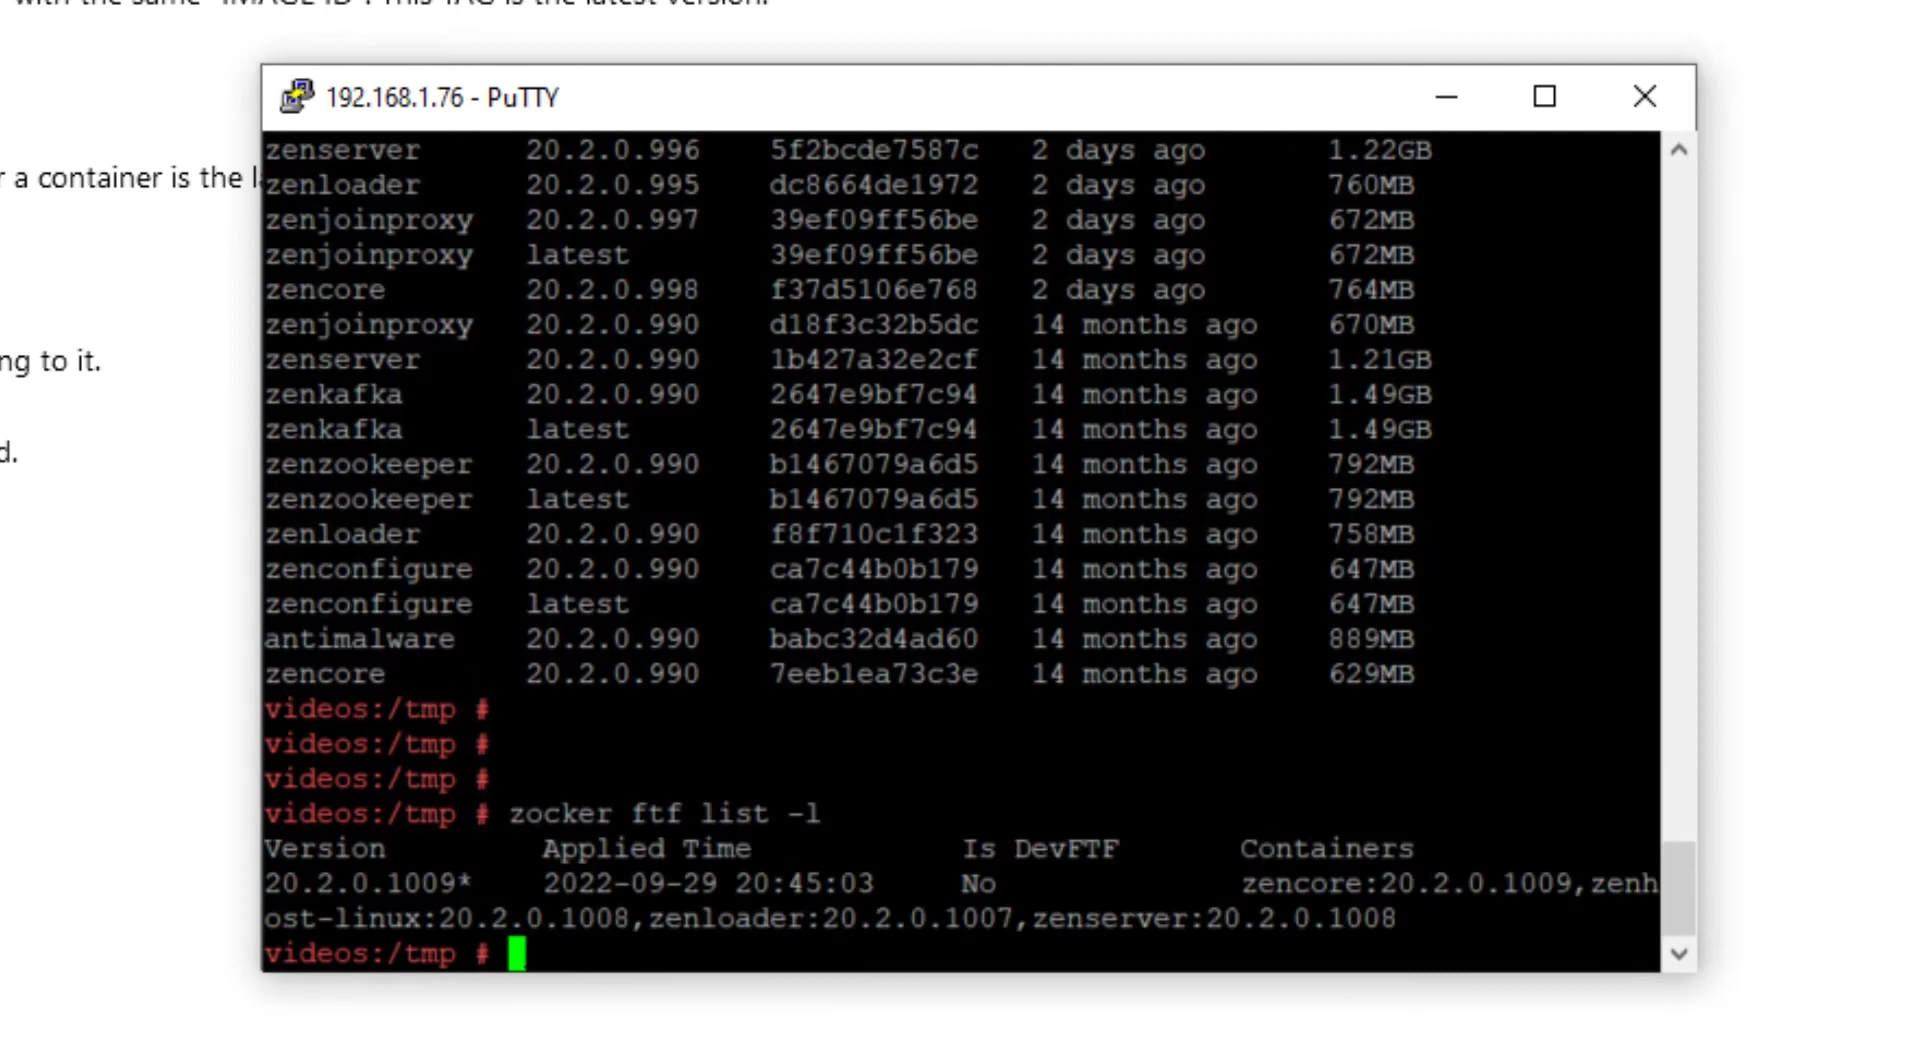 with the same "IMAGE ID". This TAG is the latest version.
192.168.1.76 - PuTTY
zenserver 20.2.0.996 5f2bcde7587c 2 days ago 1.22GB
r a container is the
zenloader 20.2.0.995 dc8664de1972 2 days ago 760MB
zenjoinproxy 20.2.0.997 39ef09ff56be 2 days ago 672MB
zenjoinproxy latest 39ef09ff56be 2 days ago 672MB
zencore 20.2.0.998 f37d5106e768 2 days ago 764MB
zenjoinproxy 20.2.0.990 d18f3c32b5dc 14 months ago 670MB
ng to it.
zenserver 20.2.0.990 1b427a32e2cf 14 months ago 1.21GB
zenkafka 20.2.0.990 2647e9bf7c94 14 months ago 1.49GB
zenkafka latest 2647e9bf7c94 14 months ago 1.49GB
d.
zenzookeeper 20.2.0.990 b1467079a6d5 14 months ago 792MB
zenzookeeper latest b1467079a6d5 14 months ago 792MB
zenloader 20.2.0.990 f8f710c1f323 14 months ago 758MB
zenconfigure 20.2.0.990 ca7c44b0b179 14 months ago 647MB
zenconfigure latest ca7c44b0b179 14 months ago 647MB
antimalware 20.2.0.990 babc32d4ad60 14 months ago 889MB
zencore 20.2.0.990 7eeb1ea73c3e 14 months ago 629MB
videos:/tmp #
videos:/tmp #
videos:/tmp #
videos:/tmp # zocker ftf list -l
Version Applied Time Is DevFTF Containers
20.2.0.1009* 2022-09-29 20:45:03 No zencore:20.2.0.1009,zenh
ost-linux:20.2.0.1008,zenloader:20.2.0.1007,zenserver:20.2.0.1008
videos:/tmp #